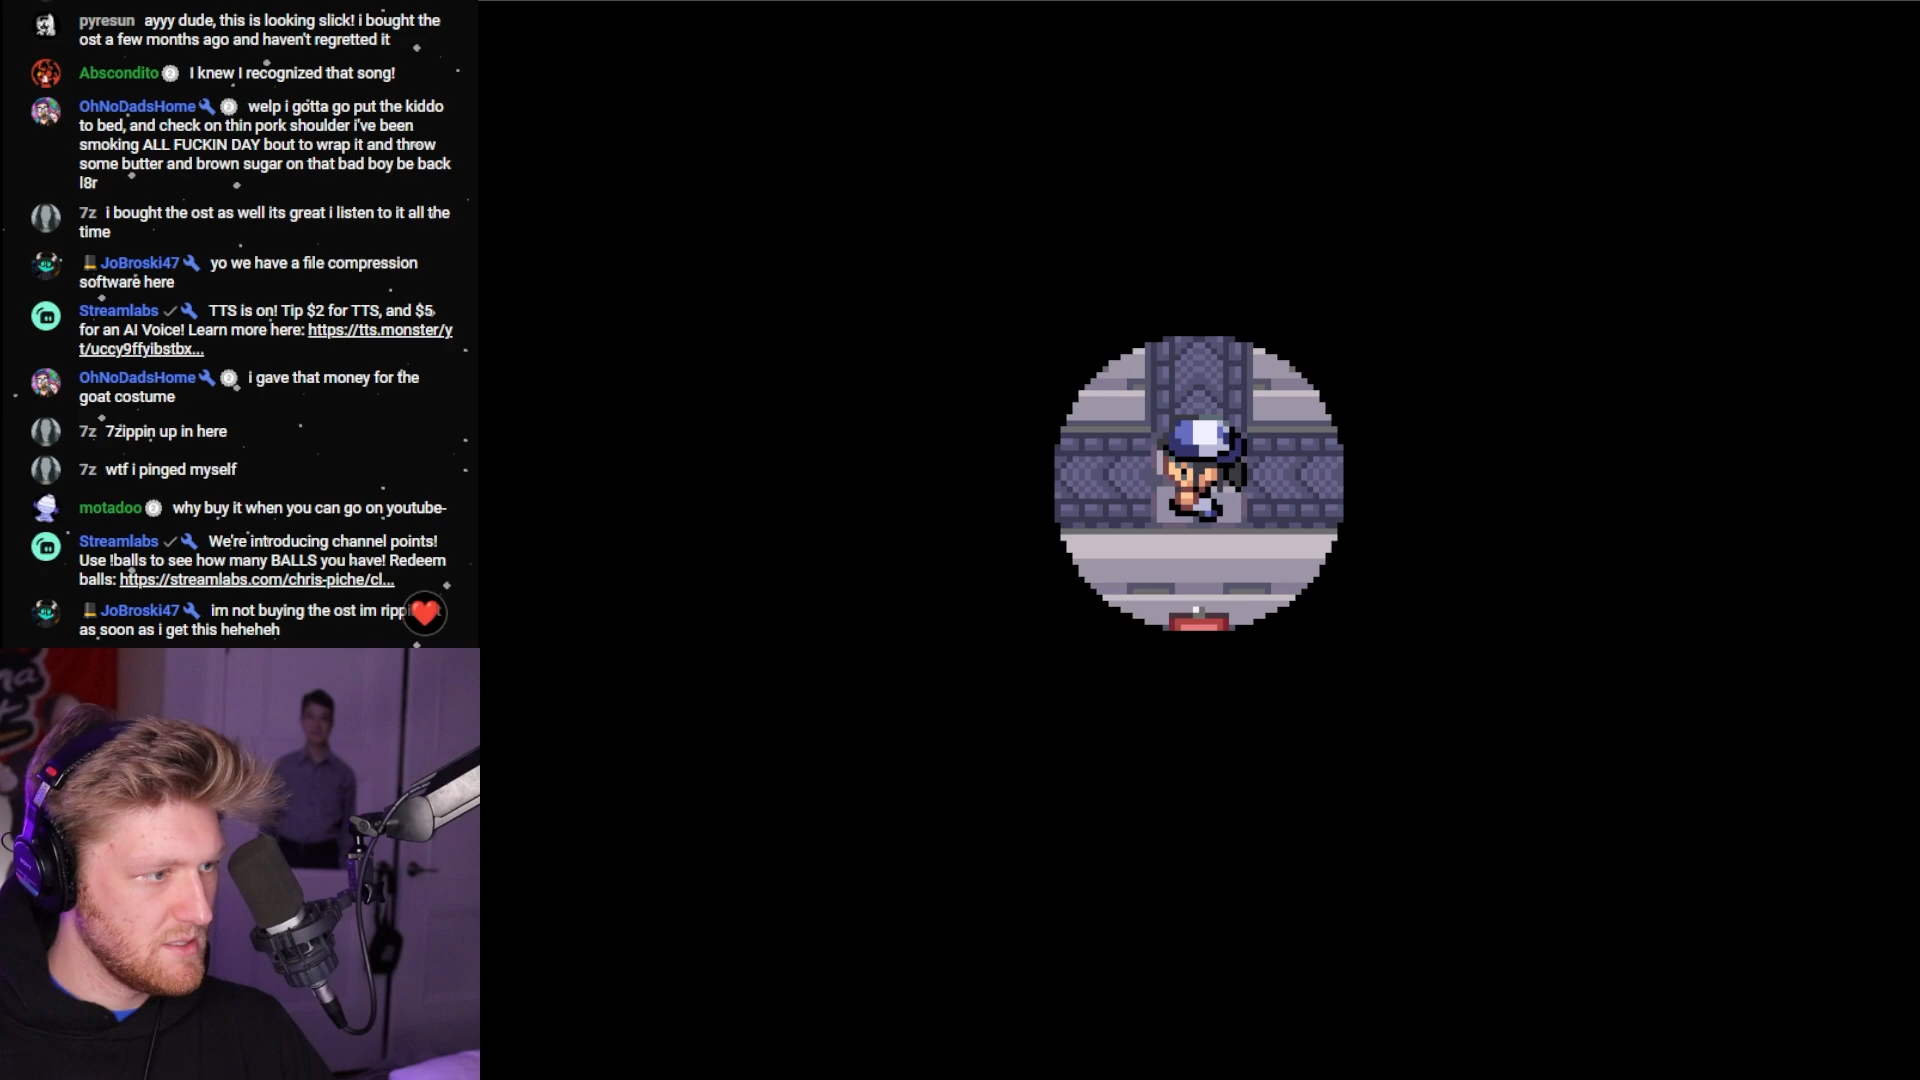 pyresun ayyy dude, this is looking slick! i bought the
ost a few months ago and haven't regretted it
Abscondito I knew I recognized that song!
OhNoDadsHome welp i gotta go put the kiddo
to bed, and check on thin pork shoulder i've been
smoking ALL FUCKIN DAY bout to wrap it and throw
some butter and brown sugar on that bad boy be back
l8r
7z i bought the ost as well its great i listen to it all the
time
JoBroski47 yo we have a file compression
software here
Streamlabs TTS is on! Tip $2 for TTS, and $5
for an AI Voice! Learn more here: https://tts.monster/y
t/uccy9ffyibstbx...
OhNoDadsHome i gave that money for the
goat costume
7z 7zippin up in here
7z wtf i pinged myself
motadoo why buy it when you can go on youtube-
Streamlabs We're introducing channel points!
Use !balls to see how many BALLS you have! Redeem
balls: https://streamlabs.com/chris-piche/cl...
JoBroski47 im not buying the ost im
as soon as i get this heheheh